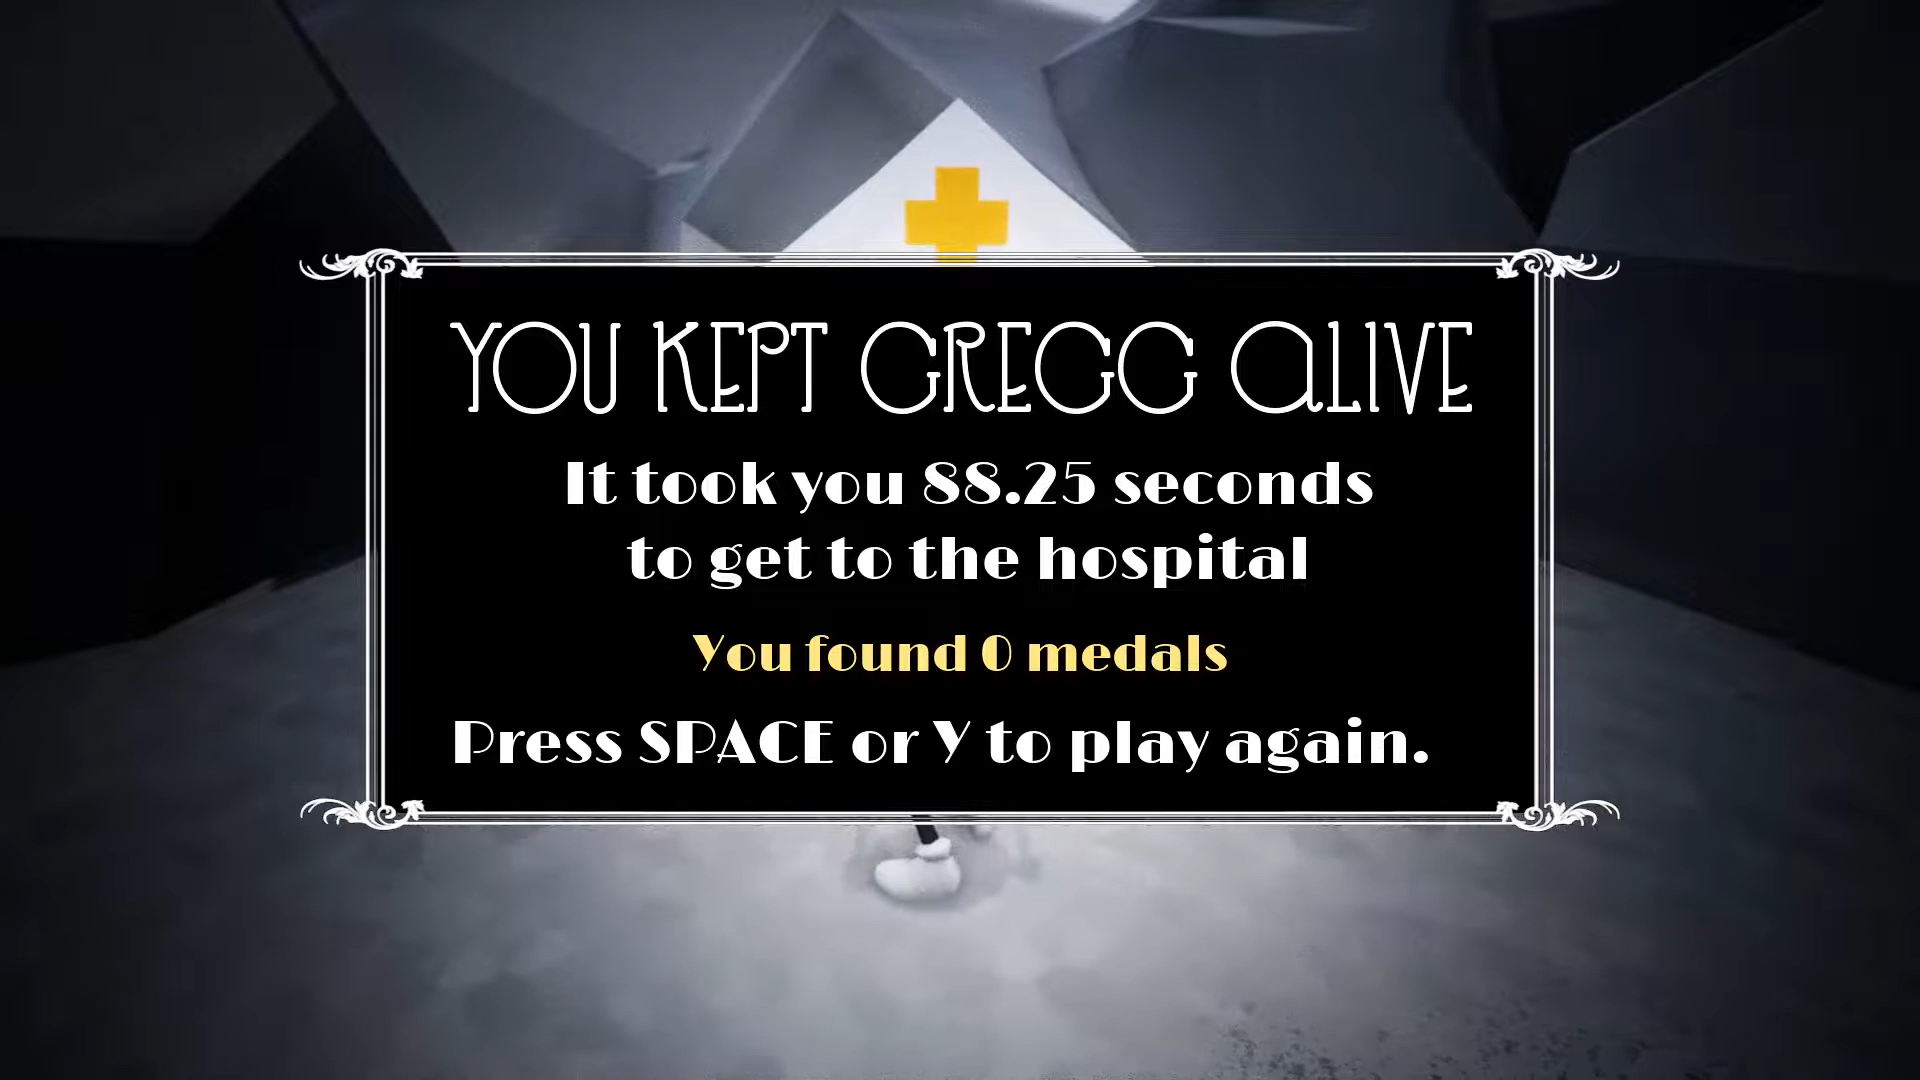 YOU KEPT GREGG ALIVE
It took you 88.25 seconds
to get to the hospital
You found 0 medals
Press SPACE or Y to play again.